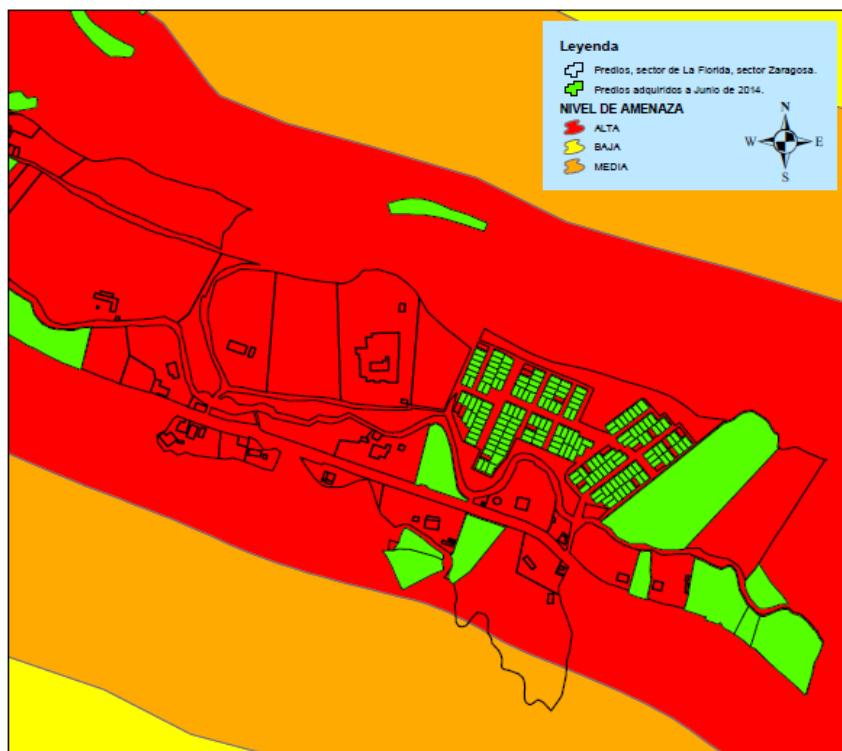 Leyenda
Predios, sector de La Florida, sector Zaragosa.
Predios adquiridos a Junio de 2014.
NIVEL DE AMENAZA
ALTA
BAJA
MEDIA
N
W E
S